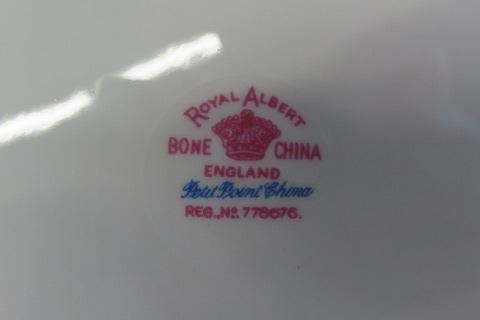 ROYAL ALBERT
BONE CHINA
ENGLAND
Petit Point China
REG., No. 778676.